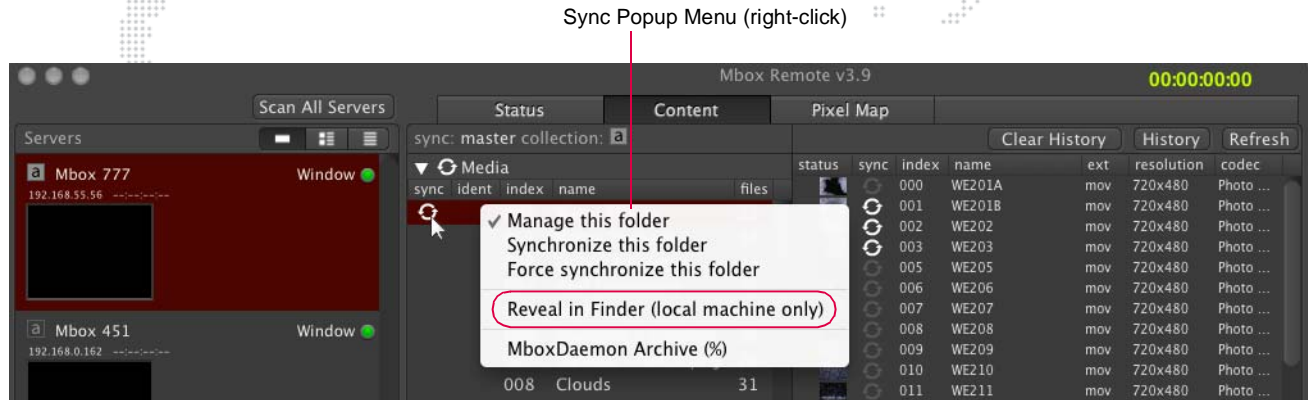 Sync Popup Menu (right-click)
Mbox Remote v3.9
00:00:00:00
Scan All Servers
Status
Content
Pixel Map
Servers
sync: master collection: a
Clear History
History
Refresh
a Mbox 777
Window
192.168.55.56 --:--:--:--
Media
sync ident index name files
Manage this folder
Synchronize this folder
Force synchronize this folder
Reveal in Finder (local machine only)
MboxDaemon Archive (%)
008 Clouds 31
a Mbox 451
Window
192.168.0.162 --:--:--:--
status sync index name ext resolution codec
000 WE201A mov 720x480 Photo ...
001 WE201B mov 720x480 Photo ...
002 WE202 mov 720x480 Photo ...
003 WE203 mov 720x480 Photo ...
005 WE205 mov 720x480 Photo ...
006 WE206 mov 720x480 Photo ...
007 WE207 mov 720x480 Photo ...
008 WE208 mov 720x480 Photo ...
009 WE209 mov 720x480 Photo ...
010 WE210 mov 720x480 Photo ...
011 WE211 mov 720x480 Photo ...